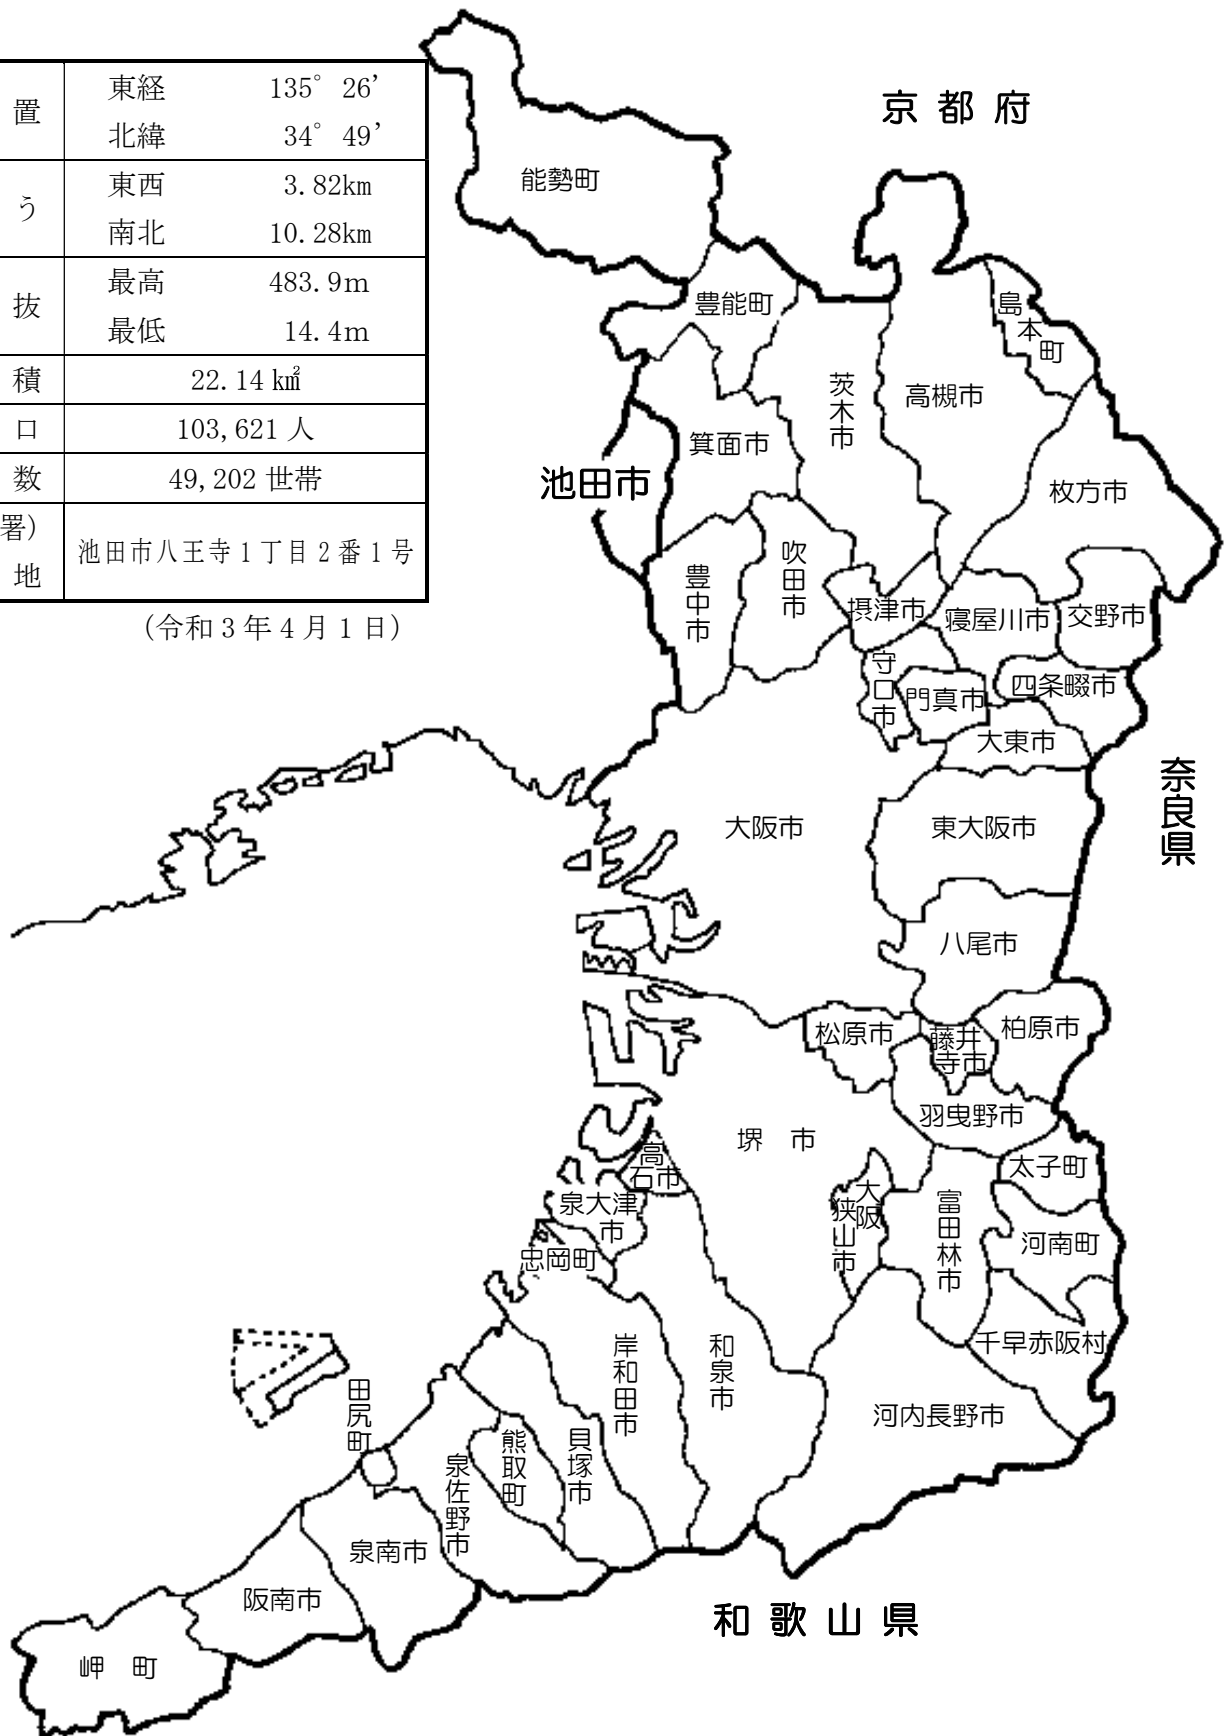 置 東経 135° 26’
北緯 34° 49’
う 東西 3.82km
南北 10.28km
抜 最高 483.9m
最低 14.4m
積 22.14㎢
口 103,621人
数 49,202世帯
署)
地
池田市八王寺1丁目2番1号
(令和3年4月1日)
京都府
能勢町
豊能町
島本町
茨木市
高槻市
箕面市
池田市
枚方市
吹田市
豊中市
摂津市
寝屋川市
交野市
守口市
門真市
四条畷市
大東市
奈良県
大阪市
東大阪市
八尾市
松原市
藤井寺市
柏原市
羽曳野市
堺 市
高石市
太子町
大阪狭山市
富田林市
泉大津市
河南町
忠岡町
千早赤阪村
岸和田市
和泉市
田尻町
河内長野市
熊取町
貝塚市
泉佐野市
泉南市
阪南市
和歌山県
岬 町